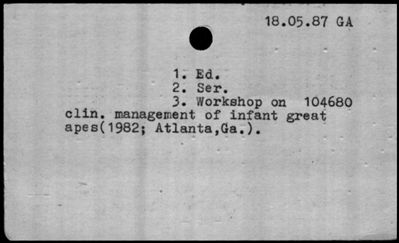 18.05.87 GA
1. Ed.
2. Ser.
3. Workshop on 104680
clin. management of infant great
apes(1982; Atlanta,Ga.).